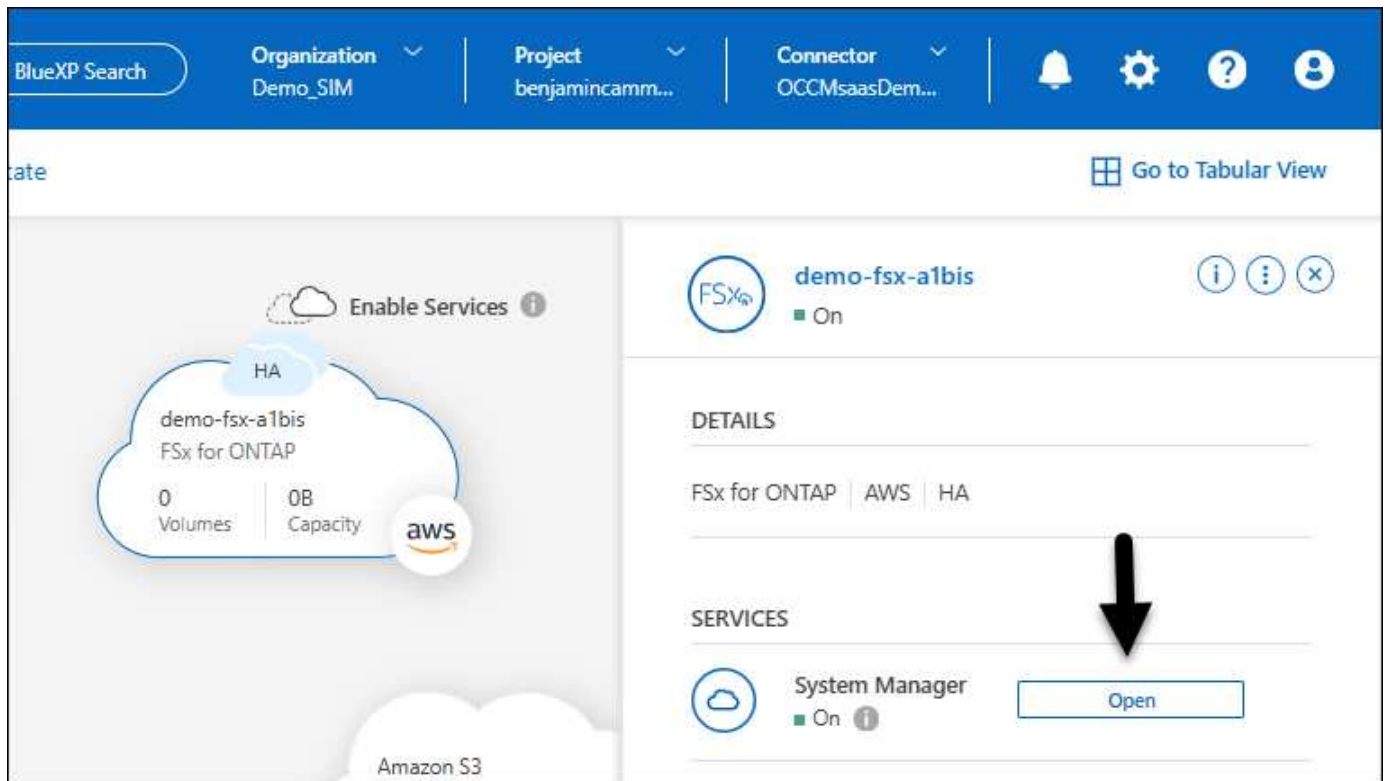 BlueXP Search
Organization
Demo_SIM
Project
benjamincamm...
Connector
OCCMsaasDem...
Go to Tabular View
Enable Services
HA
demo-fsx-a1bis
FSx for ONTAP
0
Volumes
0B
Capacity
aws
Amazon S3
FSx
demo-fsx-a1bis
On
DETAILS
FSx for ONTAP | AWS | HA
SERVICES
System Manager
On
Open